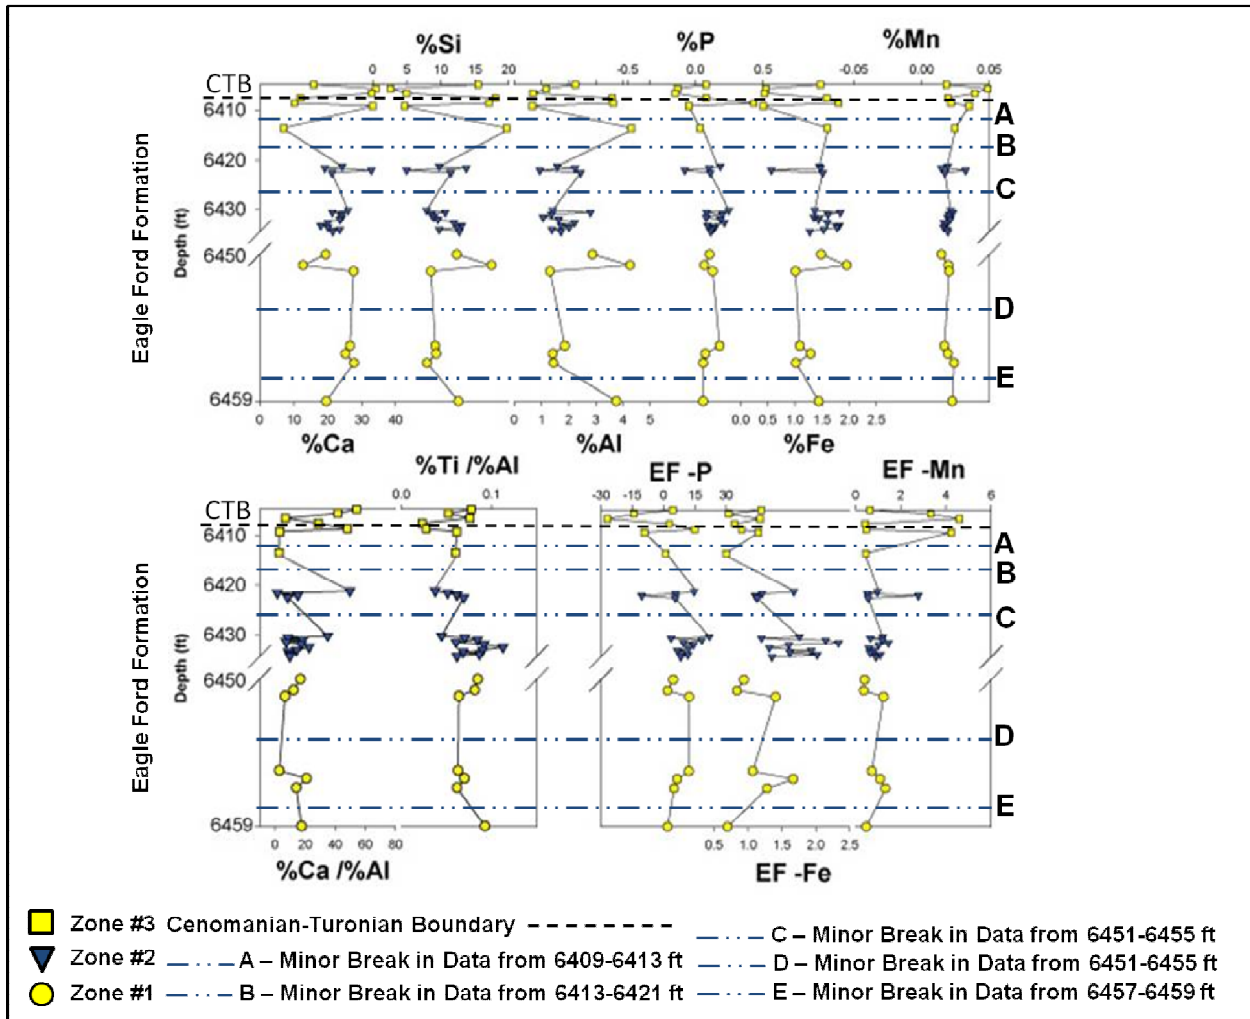 %Si %P %Mn
0 5 10 15 20 -0.5 0.0 0.5 -0.05 0.00 0.05
CTB
6410
A
B
6420
C
6430
6450
D
E
6459
Eagle Ford Formation
Depth (ft)
0 10 20 30 40 0 1 2 3 4 5 0.0 0.5 1.0 1.5 2.0 2.5
%Ca %Al %Fe
%Ti /%Al EF -P EF -Mn
0.0 0.1 -30 -15 0 15 30 0 2 4 6
CTB
6410
A
B
6420
C
6430
6450
D
E
6459
Eagle Ford Formation
Depth (ft)
0 20 40 60 80 0.5 1.0 1.5 2.0 2.5
%Ca /%Al EF -Fe
Zone #3 Cenomanian-Turonian Boundary
Zone #2 A – Minor Break in Data from 6409-6413 ft
Zone #1 B – Minor Break in Data from 6413-6421 ft
C – Minor Break in Data from 6451-6455 ft
D – Minor Break in Data from 6451-6455 ft
E – Minor Break in Data from 6457-6459 ft